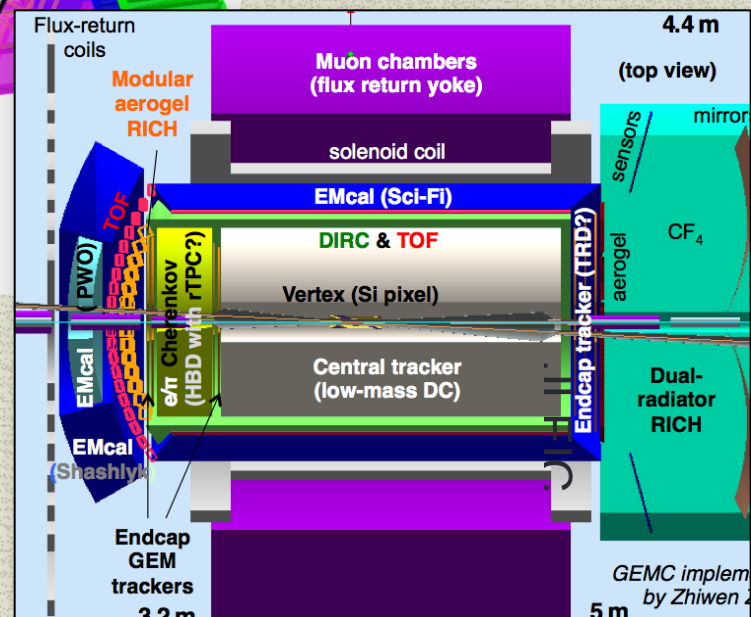 Flux-return
coils
4.4 m
(top view)
Muon chambers
(flux return yoke)
Modular
aerogel
RICH
solenoid coil
sensors
mirror
EMcal (Sci-Fi)
TOF
DIRC & TOF
(PWO)
EMcal
e/π Cherenkov
(HBD with rTPC?)
Vertex (Si pixel)
Central tracker
(low-mass DC)
Endcap tracker (TRD?)
aerogel
CF4
Dual-
radiator
RICH
EMcal
(Shashlyk)
Endcap
GEM
trackers
3.2 m
5 m
GEMC implem
by Zhiwen Z